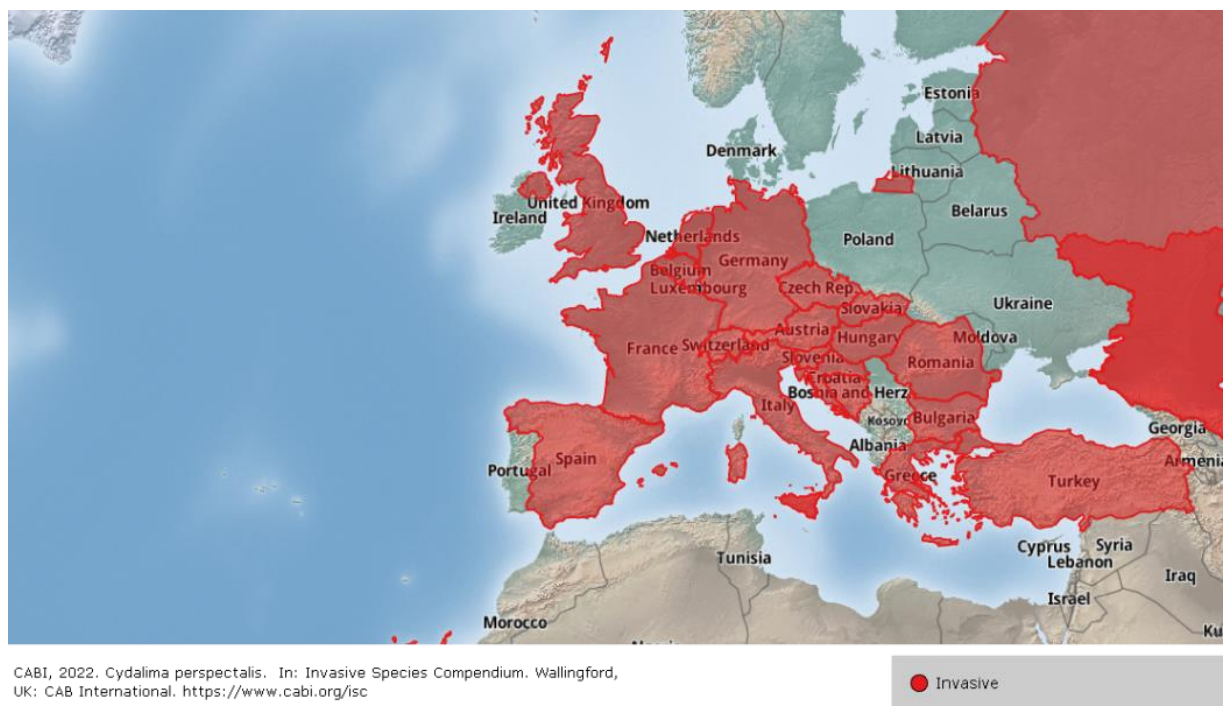 Estonia
Latvia
Denmark
Lithuania
Belarus
United Kingdom
Ireland
Netherlands
Poland
Germany
Belgium
Luxembourg
Czech Rep.
Ukraine
Slovakia
Austria
Hungary
Moldova
France
Switzerland
Slovenia
Romania
Croatia
Bosnia and Herz
Italy
Kosovo
Bulgaria
Georgia
Albania
Portugal
Spain
Greece
Turkey
Armenia
Tunisia
Cyprus
Syria
Lebanon
Iraq
Israel
Morocco
Ku
CABI, 2022. Cydalima perspectalis. In: Invasive Species Compendium. Wallingford,
UK: CAB International. https://www.cabi.org/isc
Invasive